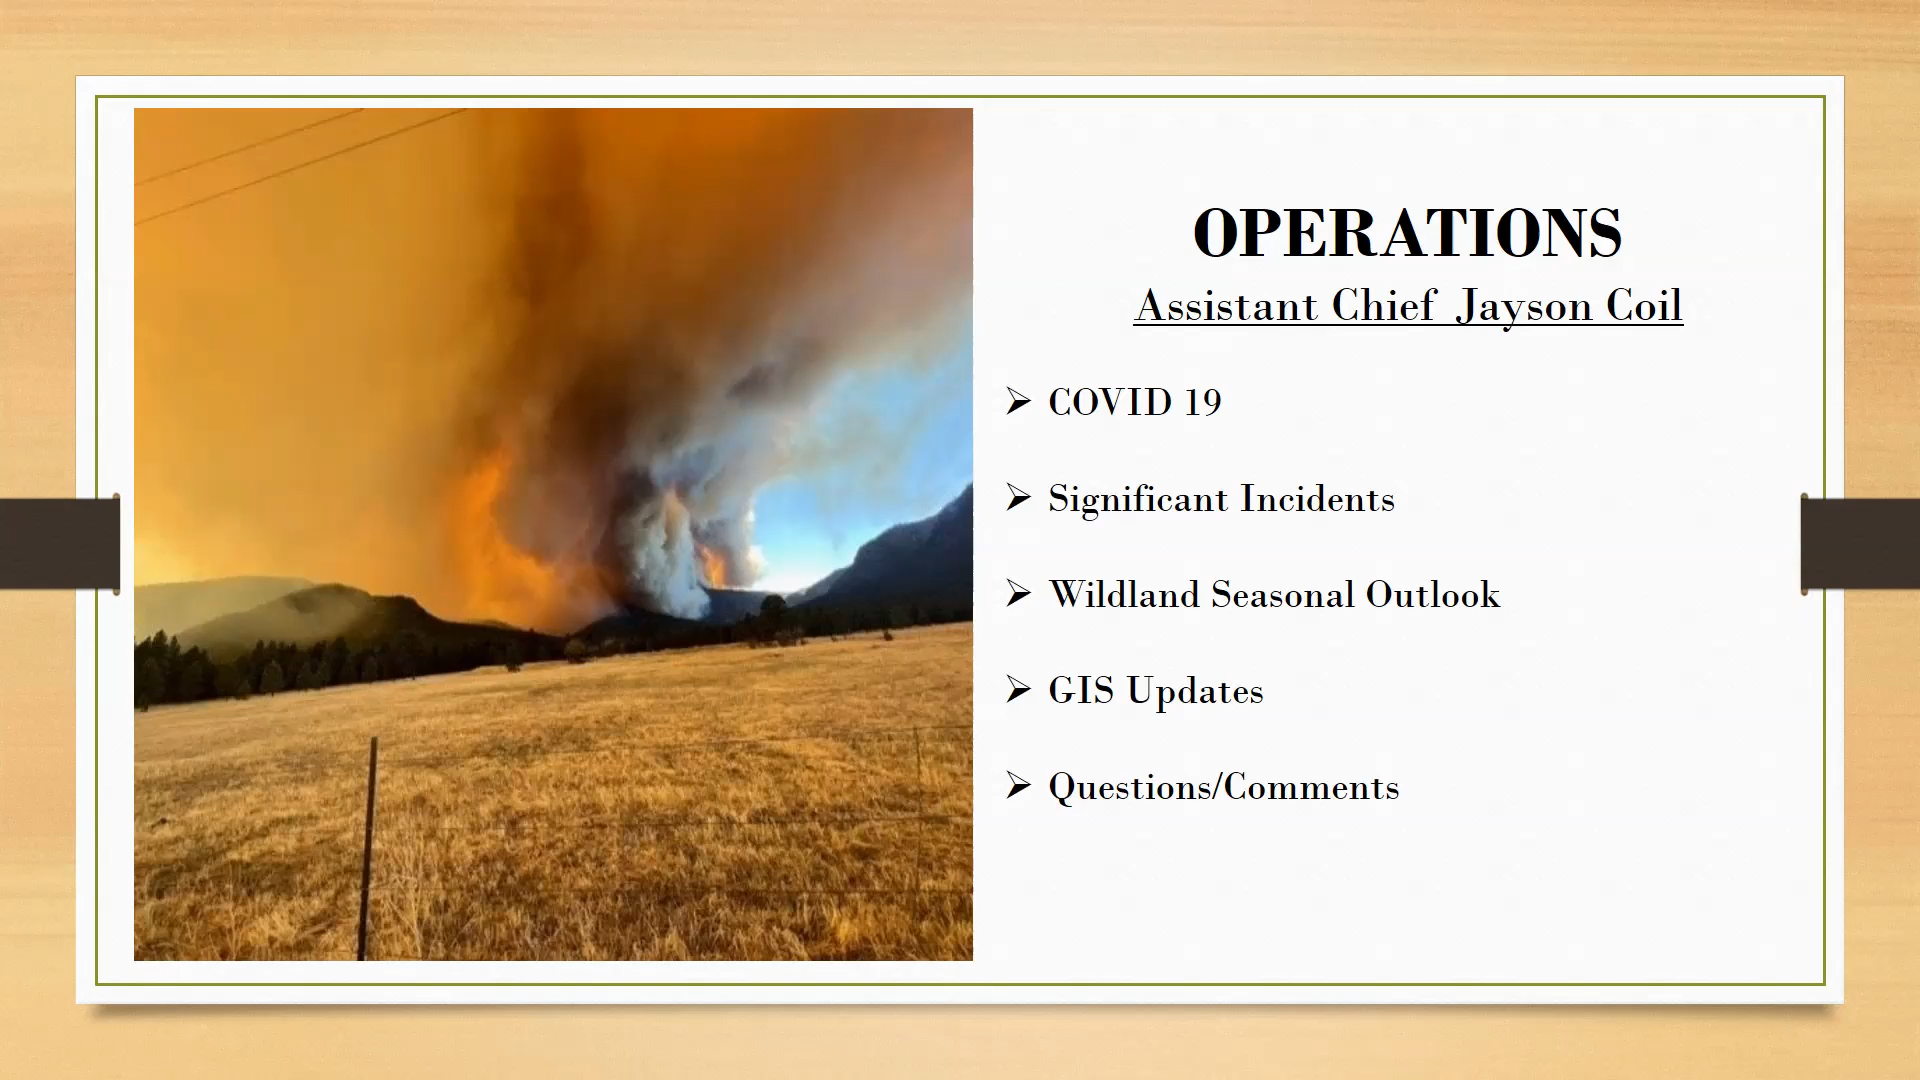 OPERATIONS
Assistant Chief Jayson Coil
➢ COVID 19
➢ Significant Incidents
➢ Wildland Seasonal Outlook
➢ GIS Updates
➢ Questions/Comments